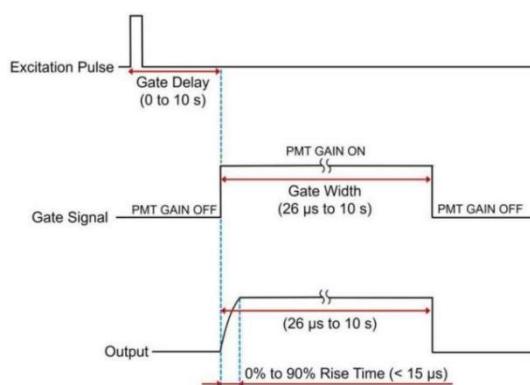 Excitation Pulse
Gate Delay
(0 to 10 s)
PMT GAIN ON
Gate Width
(26 µs to 10 s)
PMT GAIN OFF
PMT GAIN OFF
Gate Signal
(26 µs to 10 s)
Output
0% to 90% Rise Time (< 15 µs)